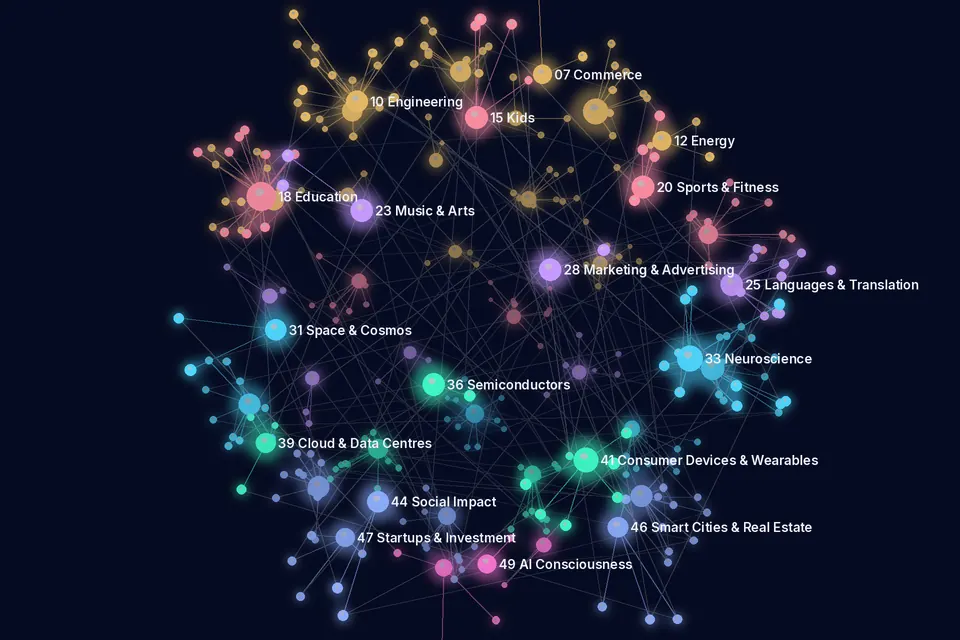 07 Commerce
10 Engineering
15 Kids
12 Energy
20 Sports & Fitness
18 Education
23 Music & Arts
28 Marketing & Advertising
25 Languages & Translation
31 Space & Cosmos
33 Neuroscience
36 Semiconductors
39 Cloud & Data Centres
41 Consumer Devices & Wearables
44 Social Impact
46 Smart Cities & Real Estate
47 Startups & Investment
49 AI Consciousness